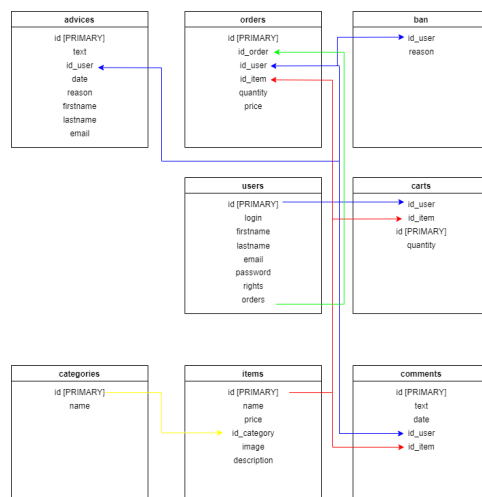 advices
id [PRIMARY]
text
id_user
date
reason
firstname
lastname
email
orders
id [PRIMARY]
id_order
id_user
id_item
quantity
price
ban
id_user
reason
users
id [PRIMARY]
login
firstname
lastname
email
password
rights
orders
carts
id_user
id_item
id [PRIMARY]
quantity
categories
id [PRIMARY]
name
items
id [PRIMARY]
name
price
id_category
image
description
comments
id [PRIMARY]
text
date
id_user
id_item